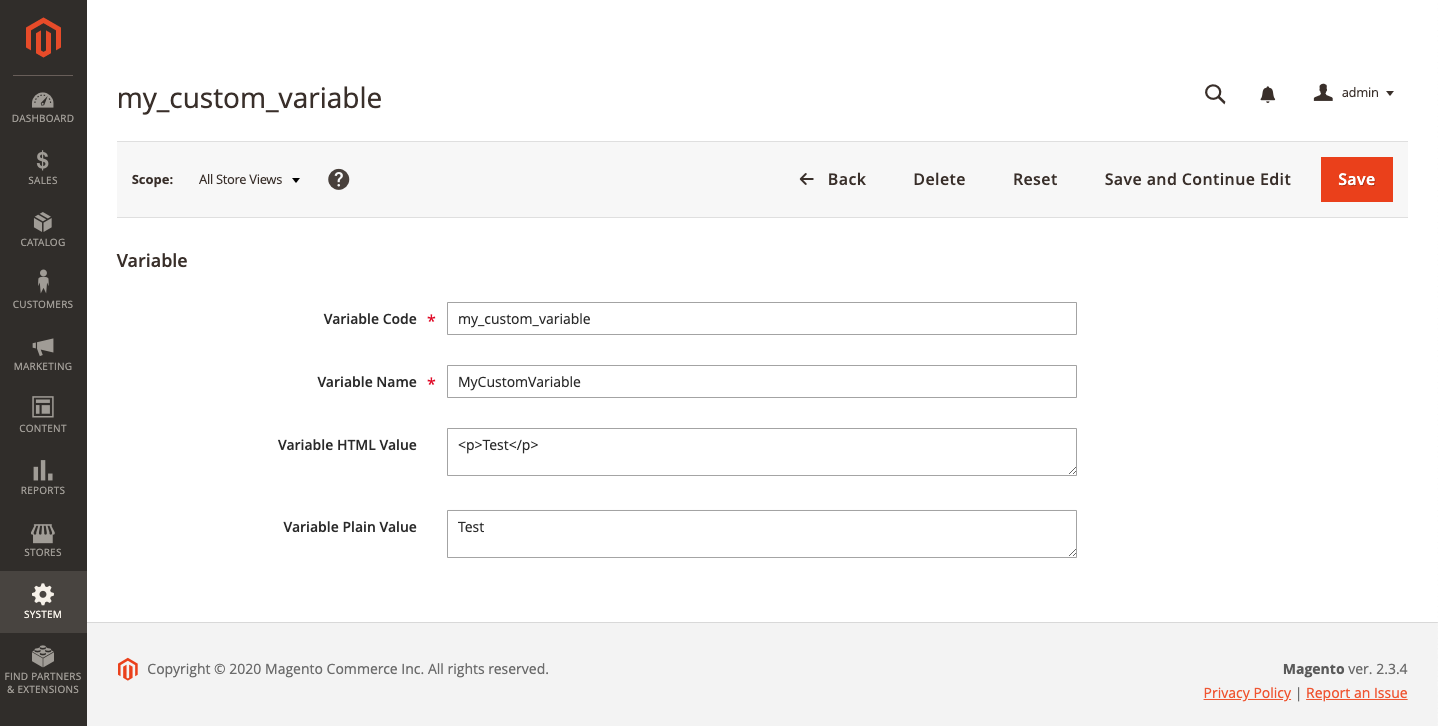 my_custom_variable
admin
Scope: All Store Views ? Back Delete Reset Save and Continue Edit Save
DASHBOARD
$
SALES
CATALOG
CUSTOMERS
MARKETING
CONTENT
REPORTS
STORES
SYSTEM
FIND PARTNERS
& EXTENSIONS
Variable
Variable Code * my_custom_variable
Variable Name * MyCustomVariable
Variable HTML Value <p>Test</p>
Variable Plain Value Test
Copyright © 2020 Magento Commerce Inc. All rights reserved.
Magento ver. 2.3.4
Privacy Policy | Report an Issue